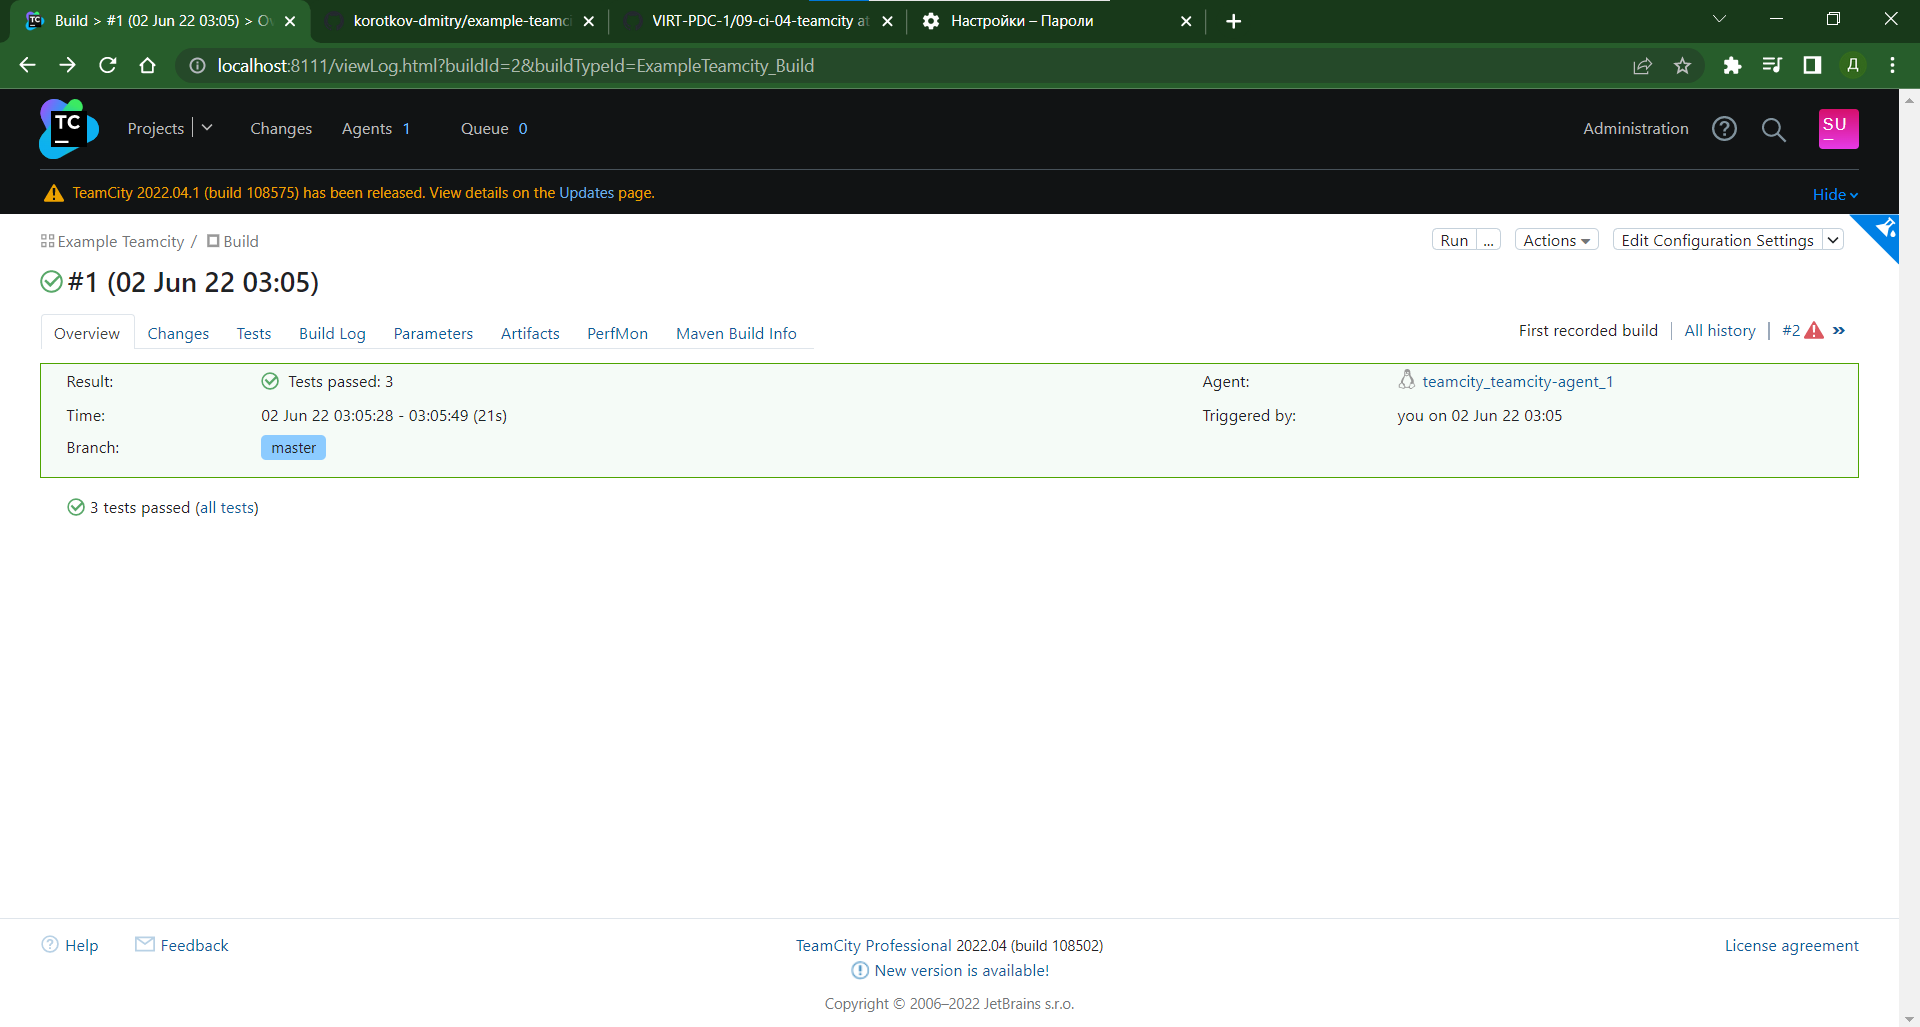 Build > #1 (02 Jun 22 03:05) > Ov
korotkov-dmitry/example-teamci
VIRT-PDC-1/09-ci-04-teamcity at
Настройки – Пароли
localhost:8111/viewLog.html?buildId=2&buildTypeId=ExampleTeamcity_Build
Д
TC
Projects
Changes
Agents 1
Queue 0
Administration
SU
TeamCity 2022.04.1 (build 108575) has been released. View details on the Updates page.
Hide
Example Teamcity / Build
Run ...
Actions
Edit Configuration Settings
#1 (02 Jun 22 03:05)
Overview
Changes
Tests
Build Log
Parameters
Artifacts
PerfMon
Maven Build Info
First recorded build | All history | #2 »
Result: Tests passed: 3
Agent: teamcity_teamcity-agent_1
Time: 02 Jun 22 03:05:28 - 03:05:49 (21s)
Triggered by: you on 02 Jun 22 03:05
Branch: master
3 tests passed (all tests)
Help
Feedback
TeamCity Professional 2022.04 (build 108502)
License agreement
New version is available!
Copyright © 2006–2022 JetBrains s.r.o.